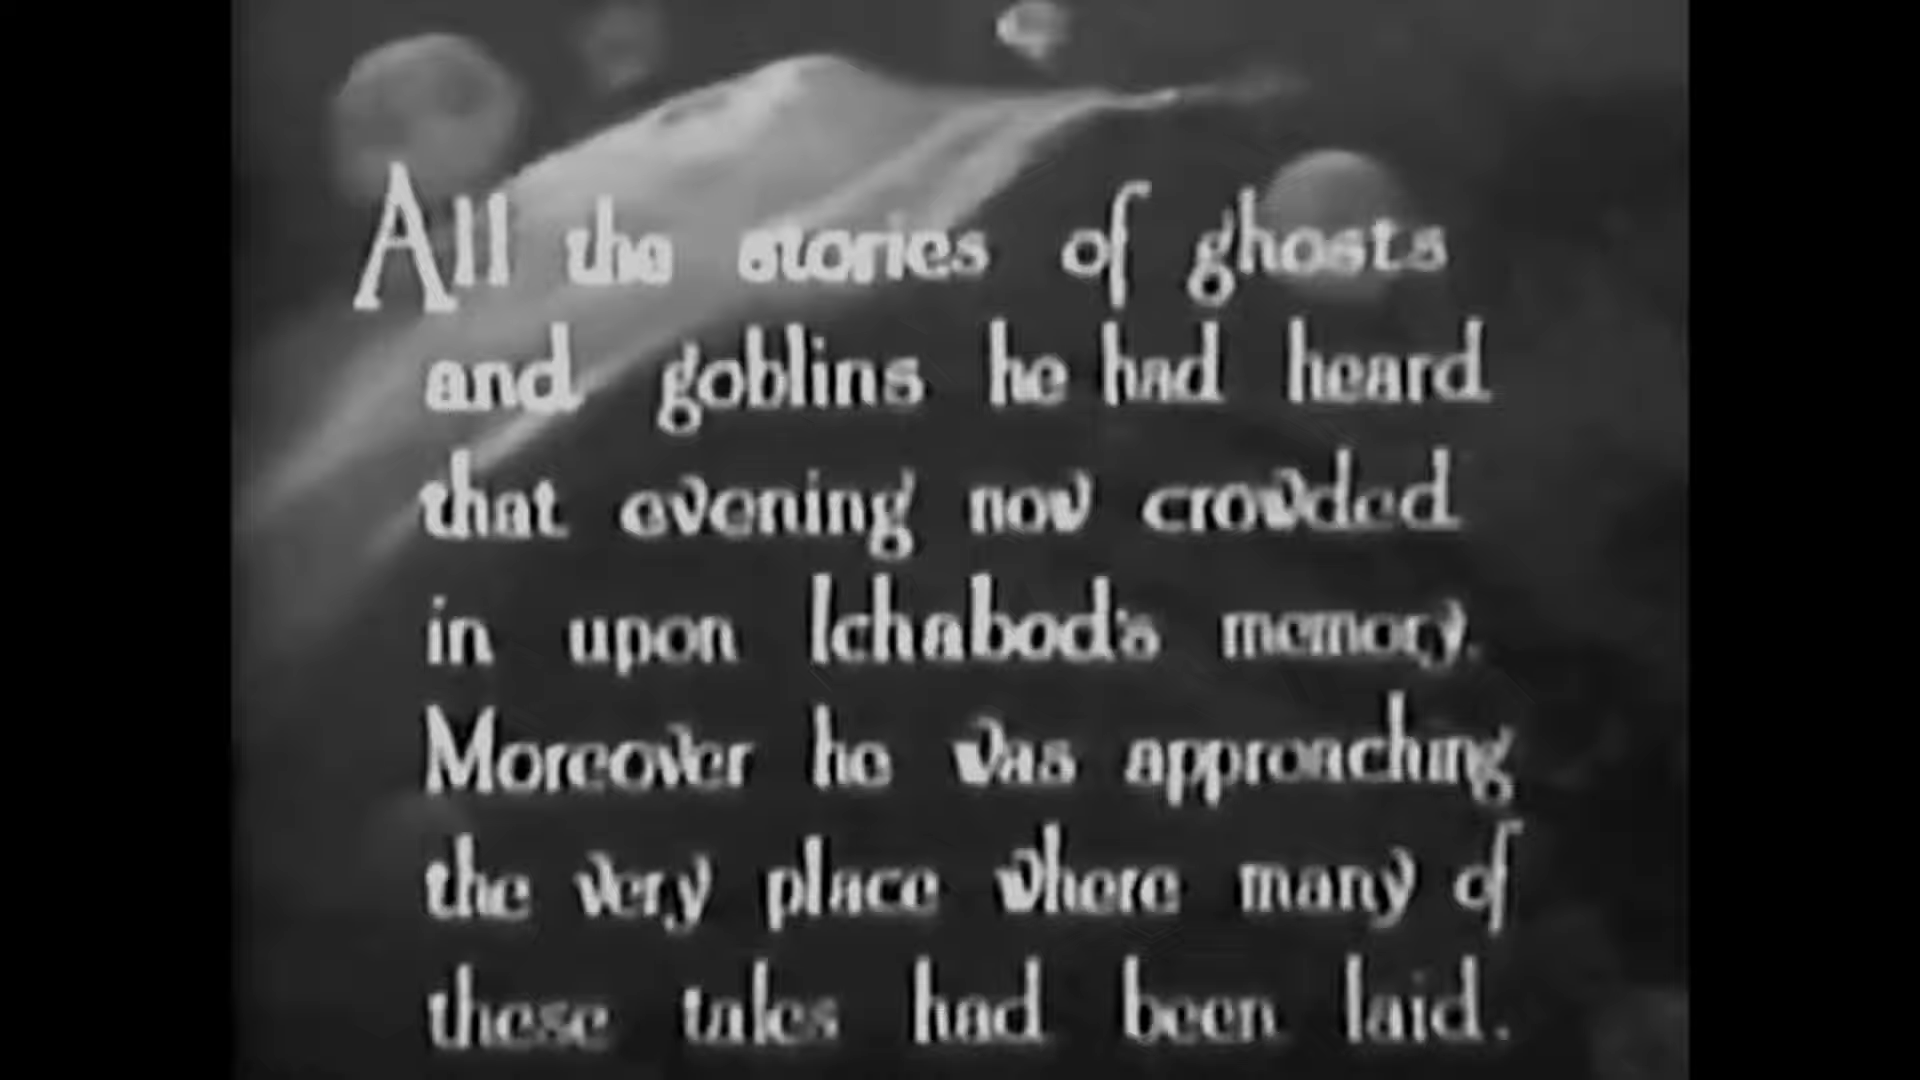 All the stories of ghosts
and goblins he had heard
that evening now crowded
in upon Ichabod's memory.
Moreover he was approaching
the very place where many of
these tales had been laid.